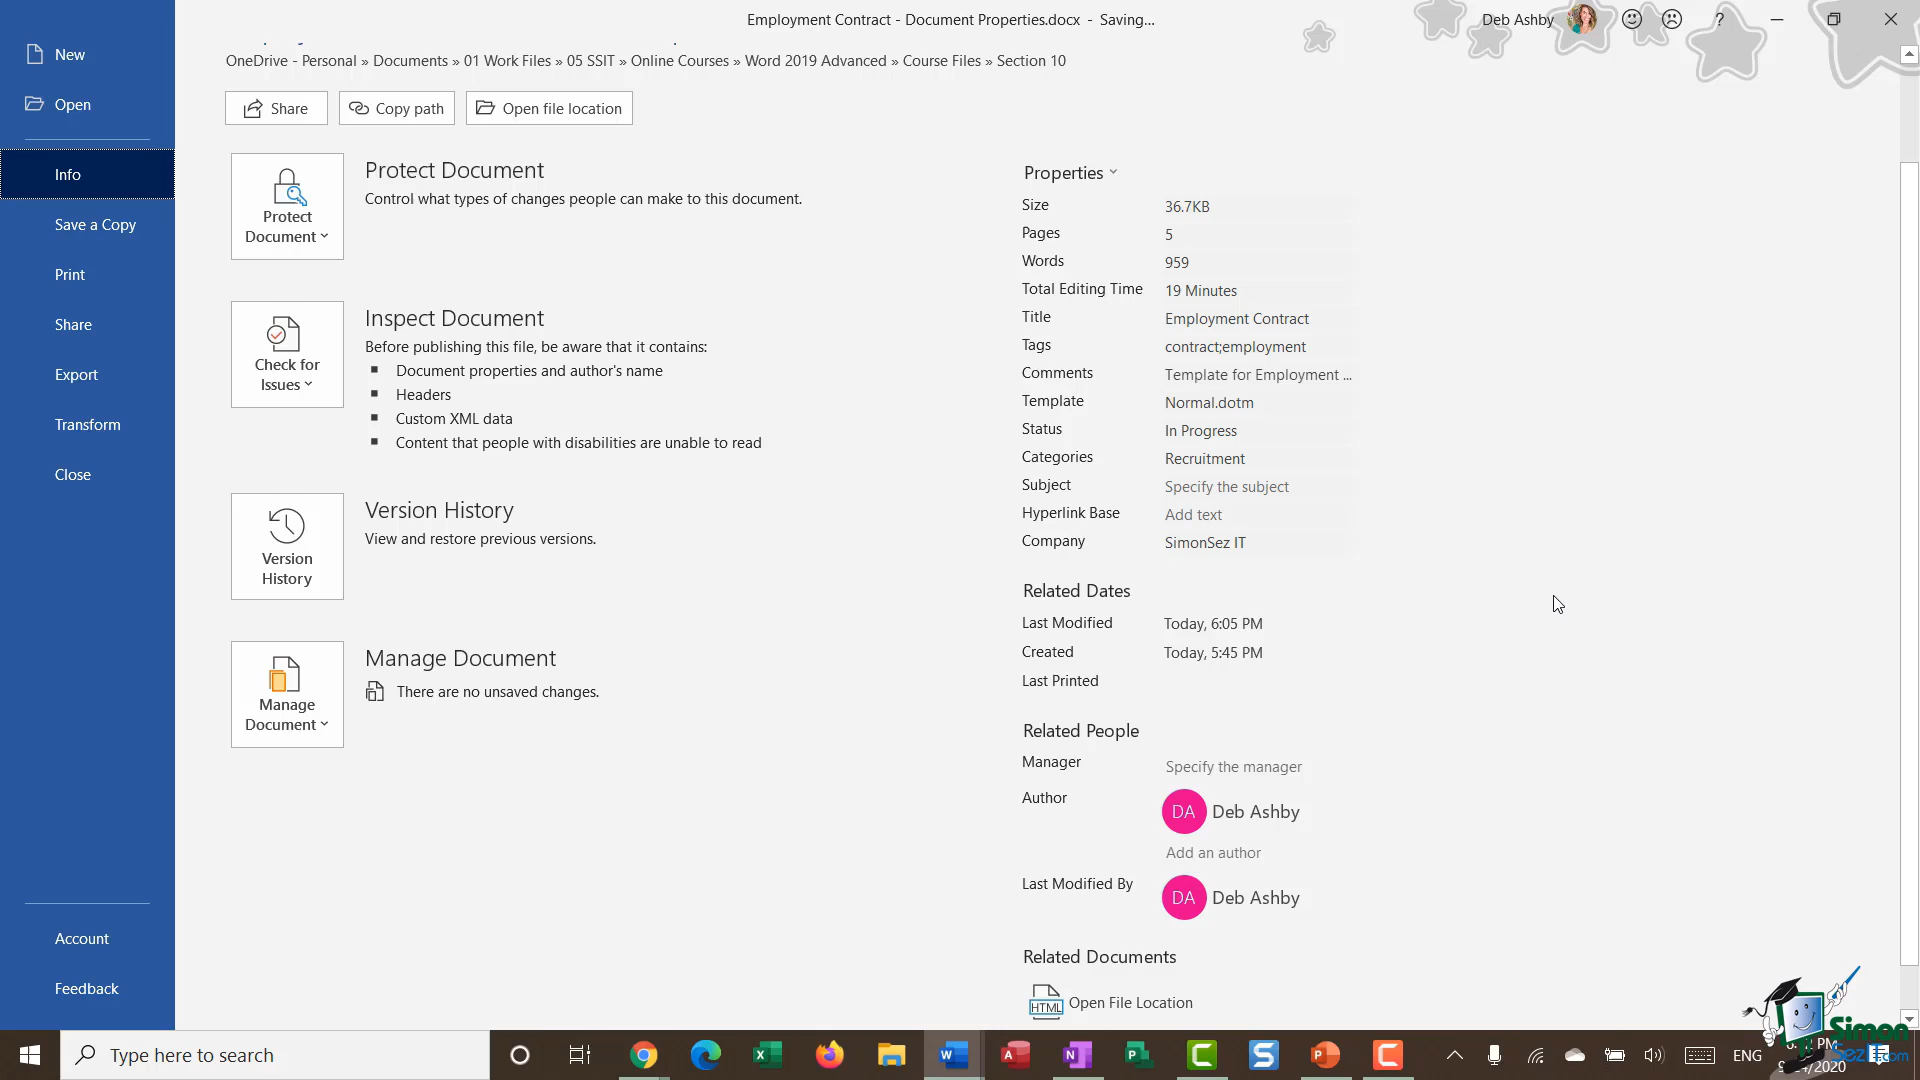 Employment Contract - Document Properties.docx - Saving...
Deb Ashby
?
New
Open
Info
Save a Copy
Print
Share
Export
Transform
Close
Account
Feedback
OneDrive - Personal » Documents » 01 Work Files » 05 SSIT » Online Courses » Word 2019 Advanced » Course Files » Section 10
Share
Copy path
Open file location
Protect Document
Protect Document
Control what types of changes people can make to this document.
Check for Issues
Inspect Document
Before publishing this file, be aware that it contains:
Document properties and author's name
Headers
Custom XML data
Content that people with disabilities are unable to read
Version History
Version History
View and restore previous versions.
Manage Document
Manage Document
There are no unsaved changes.
Properties
Size 36.7KB
Pages 5
Words 959
Total Editing Time 19 Minutes
Title Employment Contract
Tags contract;employment
Comments Template for Employment ...
Template Normal.dotm
Status In Progress
Categories Recruitment
Subject Specify the subject
Hyperlink Base Add text
Company SimonSez IT
Related Dates
Last Modified Today, 6:05 PM
Created Today, 5:45 PM
Last Printed
Related People
Manager Specify the manager
Author DA Deb Ashby
Add an author
Last Modified By DA Deb Ashby
Related Documents
HTML Open File Location
Simon
SezIT.com
Type here to search
ENG